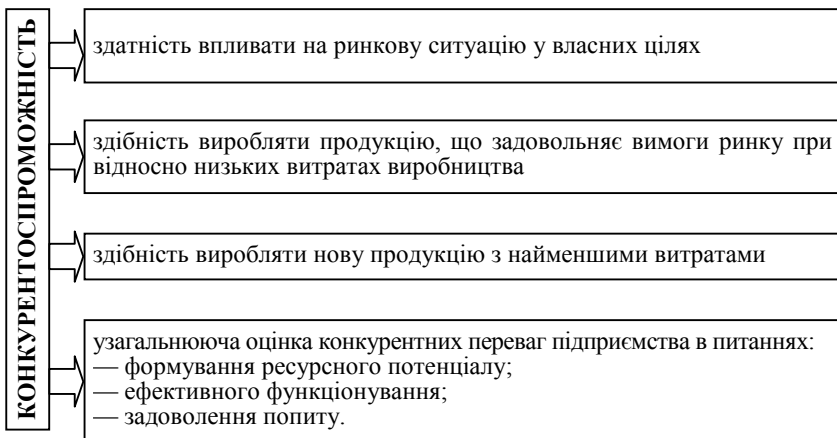 КОНКУРЕНТОСПРОМОЖНІСТЬ
здатність впливати на ринкову ситуацію у власних цілях
здібність виробляти продукцію, що задовольняє вимоги ринку при
відносно низьких витратах виробництва
здібність виробляти нову продукцію з найменшими витратами
узагальнююча оцінка конкурентних переваг підприємства в питаннях:
— формування ресурсного потенціалу;
— ефективного функціонування;
— задоволення попиту.